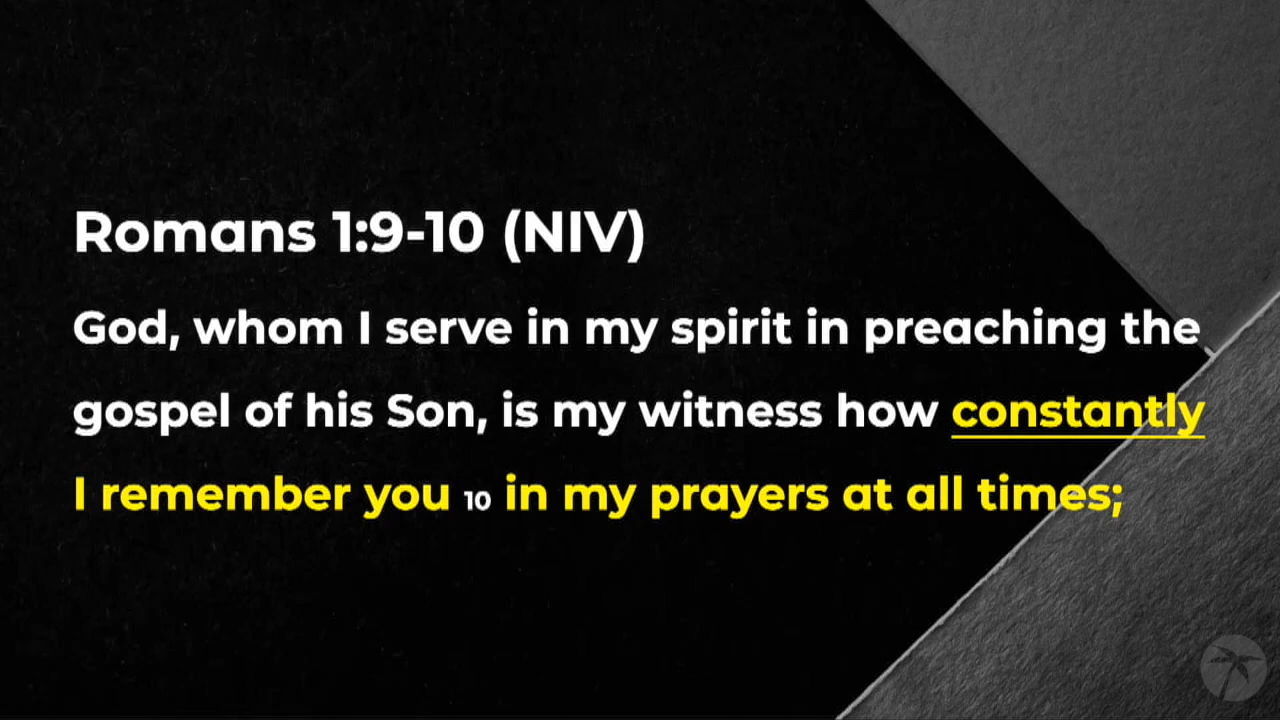 Romans 1:9-10 (NIV)
God, whom I serve in my spirit in preaching the
gospel of his Son, is my witness how constantly
I remember you 10 in my prayers at all times;